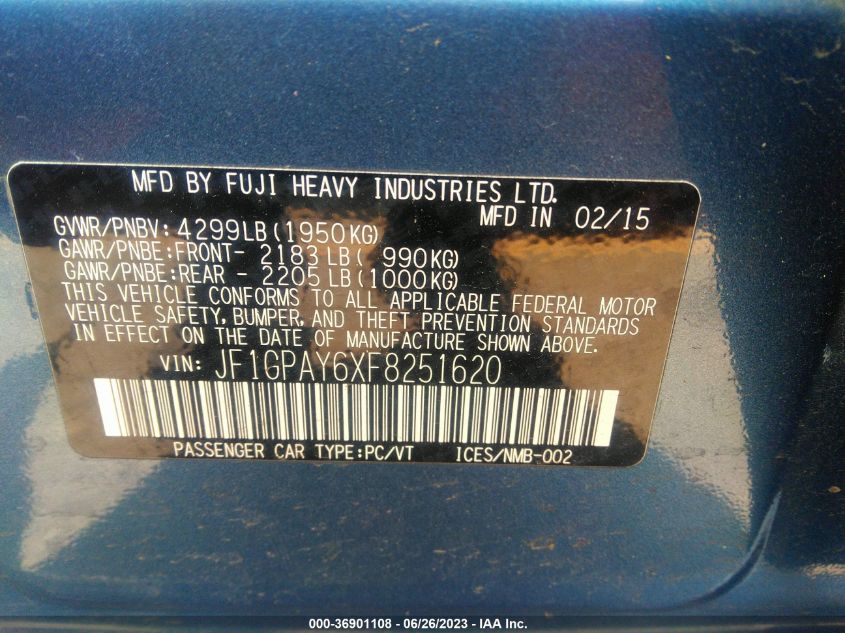 MFD BY FUJI HEAVY INDUSTRIES LTD.
MFD IN 02/15
GVWR/PNBV: 4299LB(1950KG)
GAWR/PNBE:FRONT- 2183LB( 990KG)
GAWR/PNBE:REAR - 2205LB(1000KG)
THIS VEHICLE CONFORMS TO ALL APPLICABLE FEDERAL MOTOR
VEHICLE SAFETY, BUMPER, AND THEFT PREVENTION STANDARDS
IN EFFECT ON THE DATE OF MANUFACTURE SHOWN ABOVE.
VIN: JF1GPAY6XF8251620
PASSENGER CAR TYPE:PC/VT ICES/NMB-002
000-36901108 - 06/26/2023 - IAA Inc.